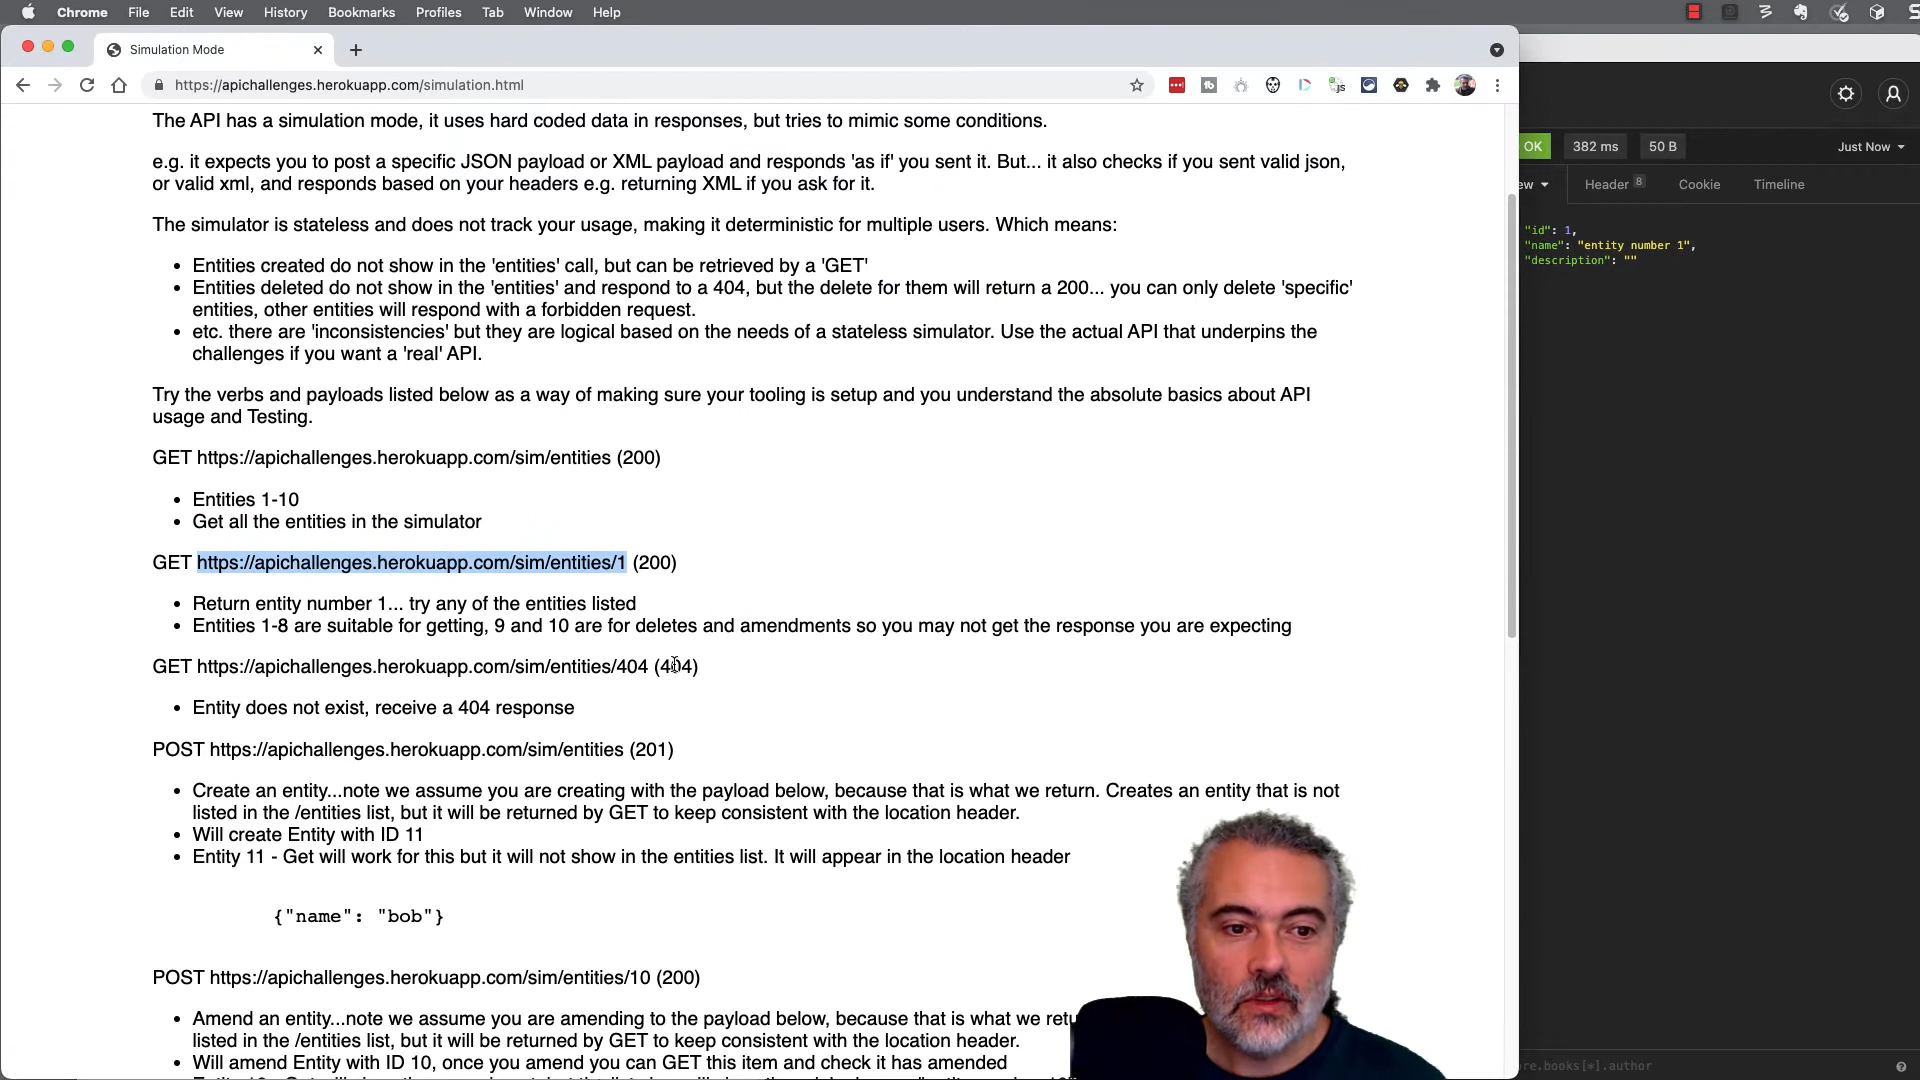 Chrome File Edit View History Bookmarks Profiles Tab Window Help
Simulation Mode
https://apichallenges.herokuapp.com/simulation.html
The API has a simulation mode, it uses hard coded data in responses, but tries to mimic some conditions.
e.g. it expects you to post a specific JSON payload or XML payload and responds 'as if' you sent it. But... it also checks if you sent valid json,
or valid xml, and responds based on your headers e.g. returning XML if you ask for it.
The simulator is stateless and does not track your usage, making it deterministic for multiple users. Which means:
• Entities created do not show in the 'entities' call, but can be retrieved by a 'GET'
• Entities deleted do not show in the 'entities' and respond to a 404, but the delete for them will return a 200... you can only delete 'specific'
entities, other entities will respond with a forbidden request.
• etc. there are 'inconsistencies' but they are logical based on the needs of a stateless simulator. Use the actual API that underpins the
challenges if you want a 'real' API.
Try the verbs and payloads listed below as a way of making sure your tooling is setup and you understand the absolute basics about API
usage and Testing.
GET https://apichallenges.herokuapp.com/sim/entities (200)
• Entities 1-10
• Get all the entities in the simulator
GET https://apichallenges.herokuapp.com/sim/entities/1 (200)
• Return entity number 1... try any of the entities listed
• Entities 1-8 are suitable for getting, 9 and 10 are for deletes and amendments so you may not get the response you are expecting
GET https://apichallenges.herokuapp.com/sim/entities/404 (404)
• Entity does not exist, receive a 404 response
POST https://apichallenges.herokuapp.com/sim/entities (201)
• Create an entity...note we assume you are creating with the payload below, because that is what we return. Creates an entity that is not
listed in the /entities list, but it will be returned by GET to keep consistent with the location header.
• Will create Entity with ID 11
• Entity 11 - Get will work for this but it will not show in the entities list. It will appear in the location header
{"name": "bob"}
POST https://apichallenges.herokuapp.com/sim/entities/10 (200)
• Amend an entity...note we assume you are amending to the payload below, because that is what we retu
listed in the /entities list, but it will be returned by GET to keep consistent with the location header.
• Will amend Entity with ID 10, once you amend you can GET this item and check it has amended
OK 382 ms 50 B Just Now
ew Header 8 Cookie Timeline
"id": 1,
"name": "entity number 1",
"description": ""
re.books[*].author